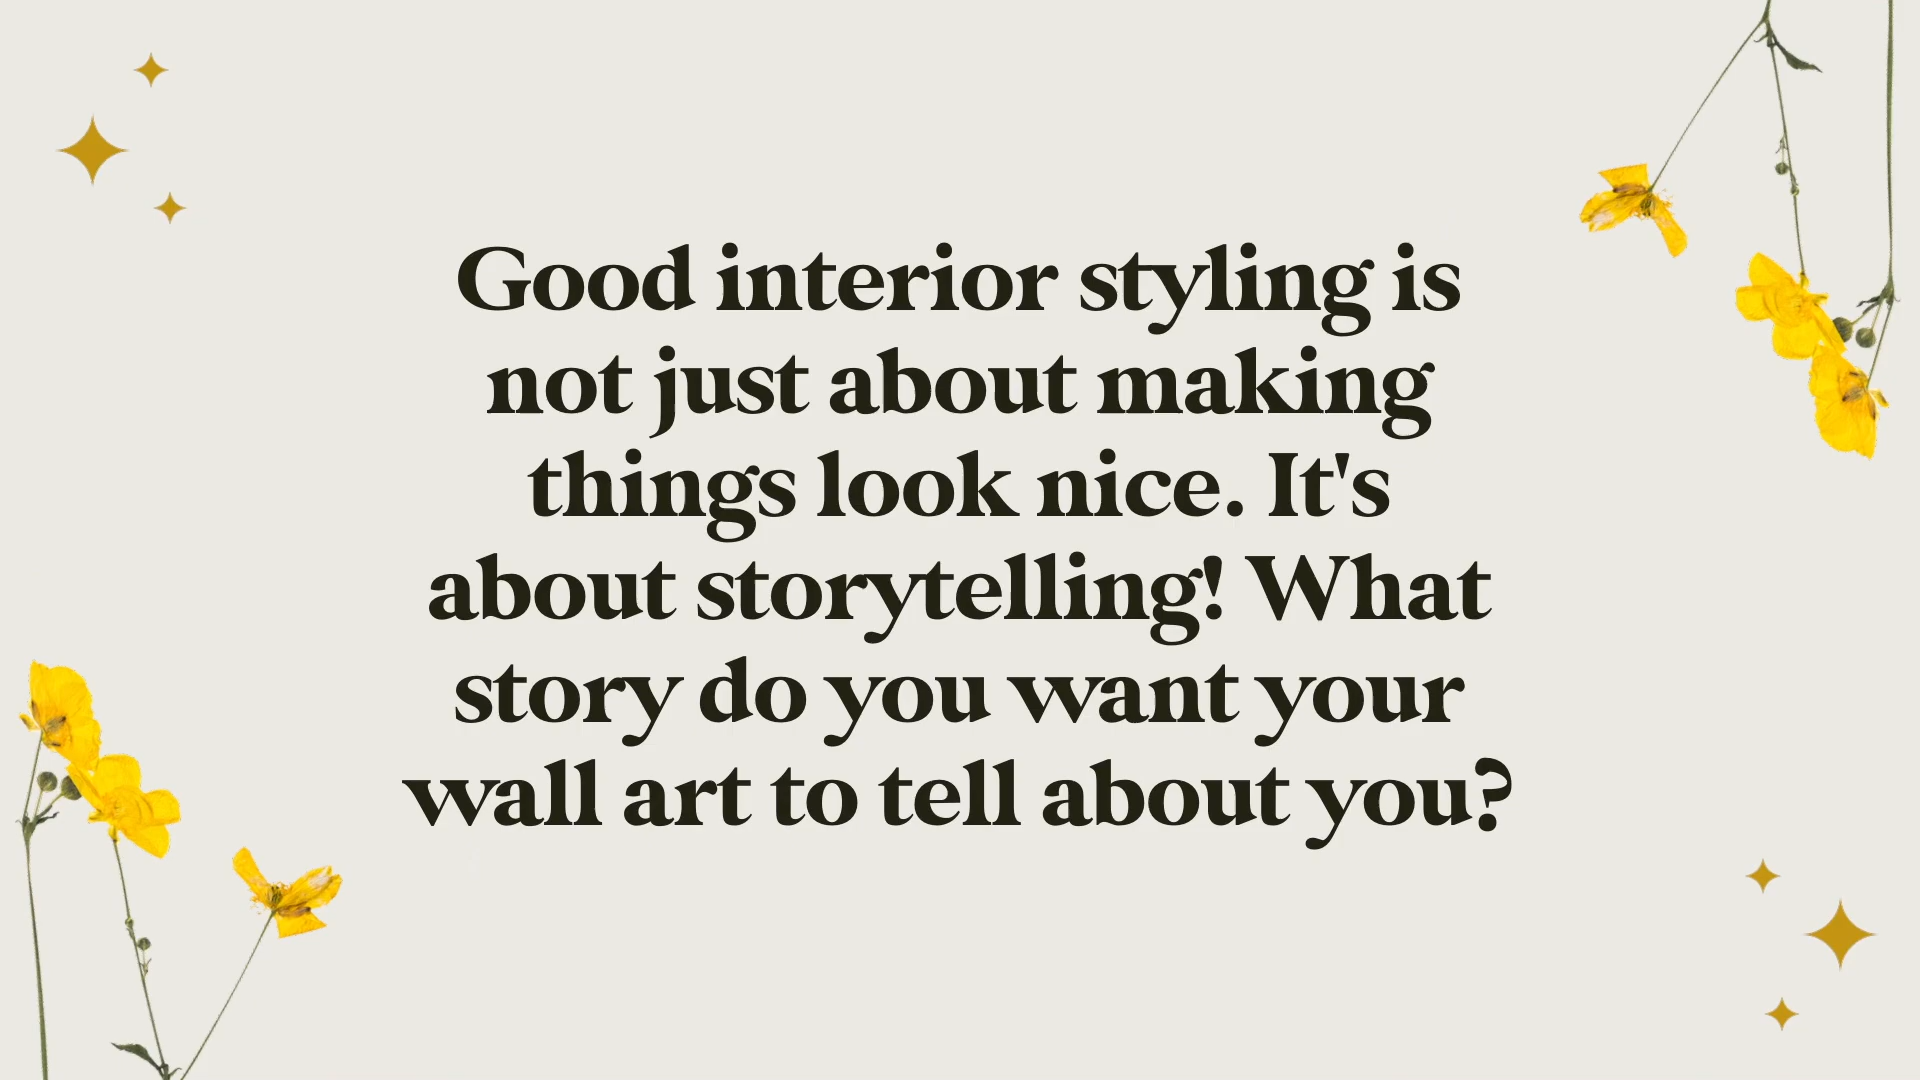 Good interior styling is
not just about making
things look nice. It's
about storytelling! What
story do you want your
wall art to tell about you?